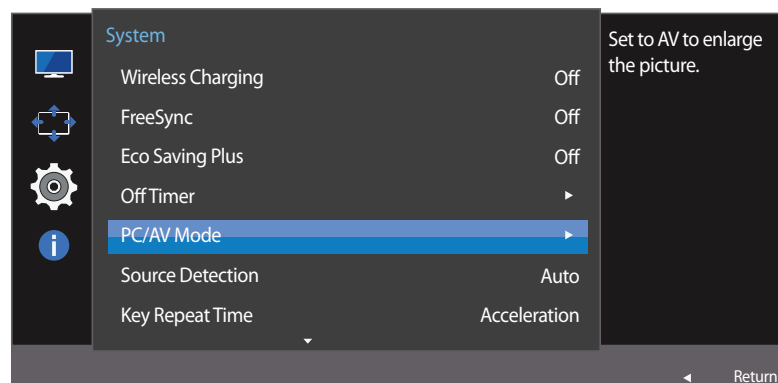 System
Wireless Charging Off
FreeSync Off
Eco Saving Plus Off
Off Timer
PC/AV Mode
Source Detection Auto
Key Repeat Time Acceleration
Set to AV to enlarge
the picture.
Return